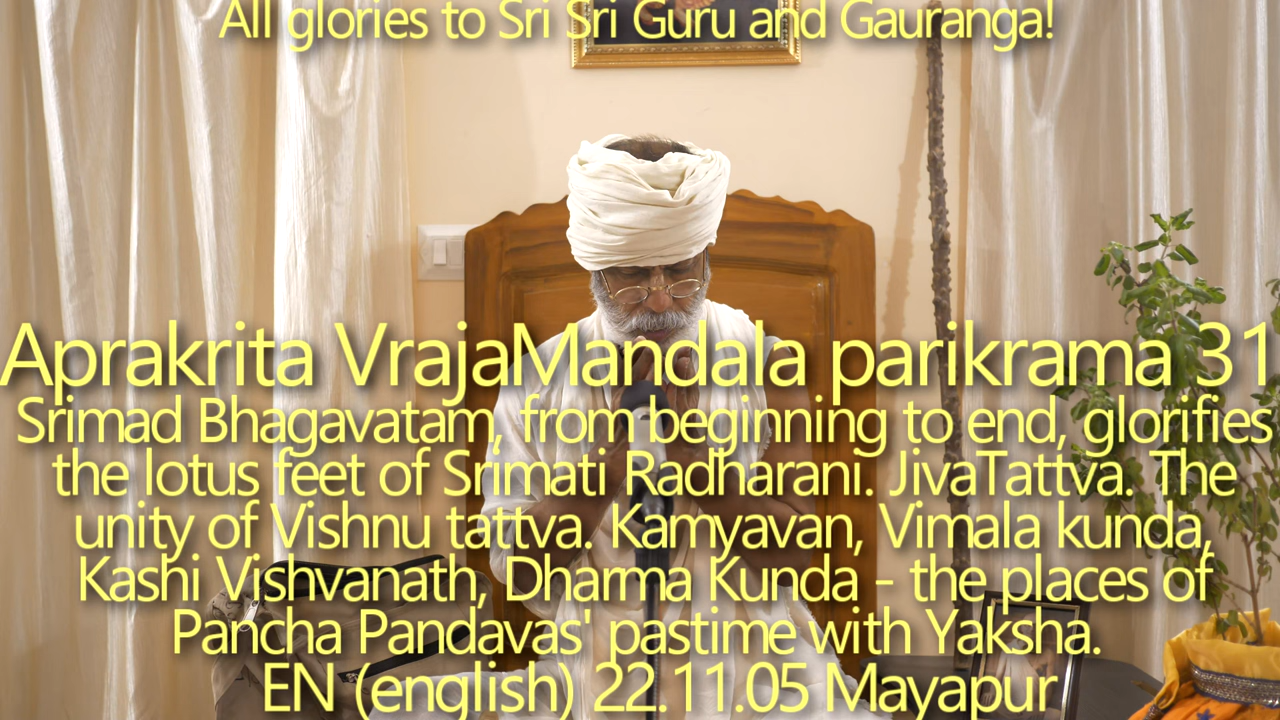 All glories to Sri Sri Guru and Gauranga!
Aprakrita VrajaMandala parikrama 31
Srimad Bhagavatam, from beginning to end, glorifies
the lotus feet of Srimati Radharani. JivaTattva. The
unity of Vishnu tattva. Kamyavan, Vimala kunda,
Kashi Vishvanath, Dharma Kunda - the places of
Pancha Pandavas' pastime with Yaksha.
EN (english) 22.11.05 Mayapur